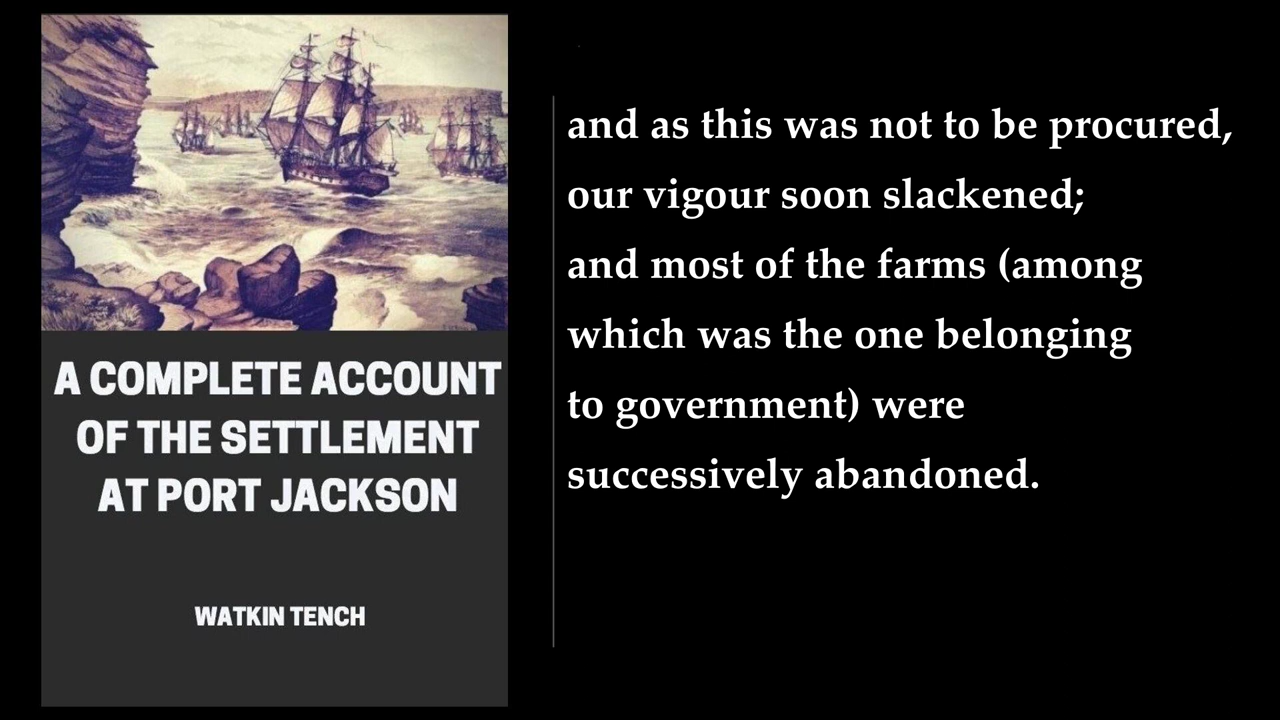 A COMPLETE ACCOUNT
OF THE SETTLEMENT
AT PORT JACKSON
WATKIN TENCH
and as this was not to be procured,
our vigour soon slackened;
and most of the farms (among
which was the one belonging
to government) were
successively abandoned.